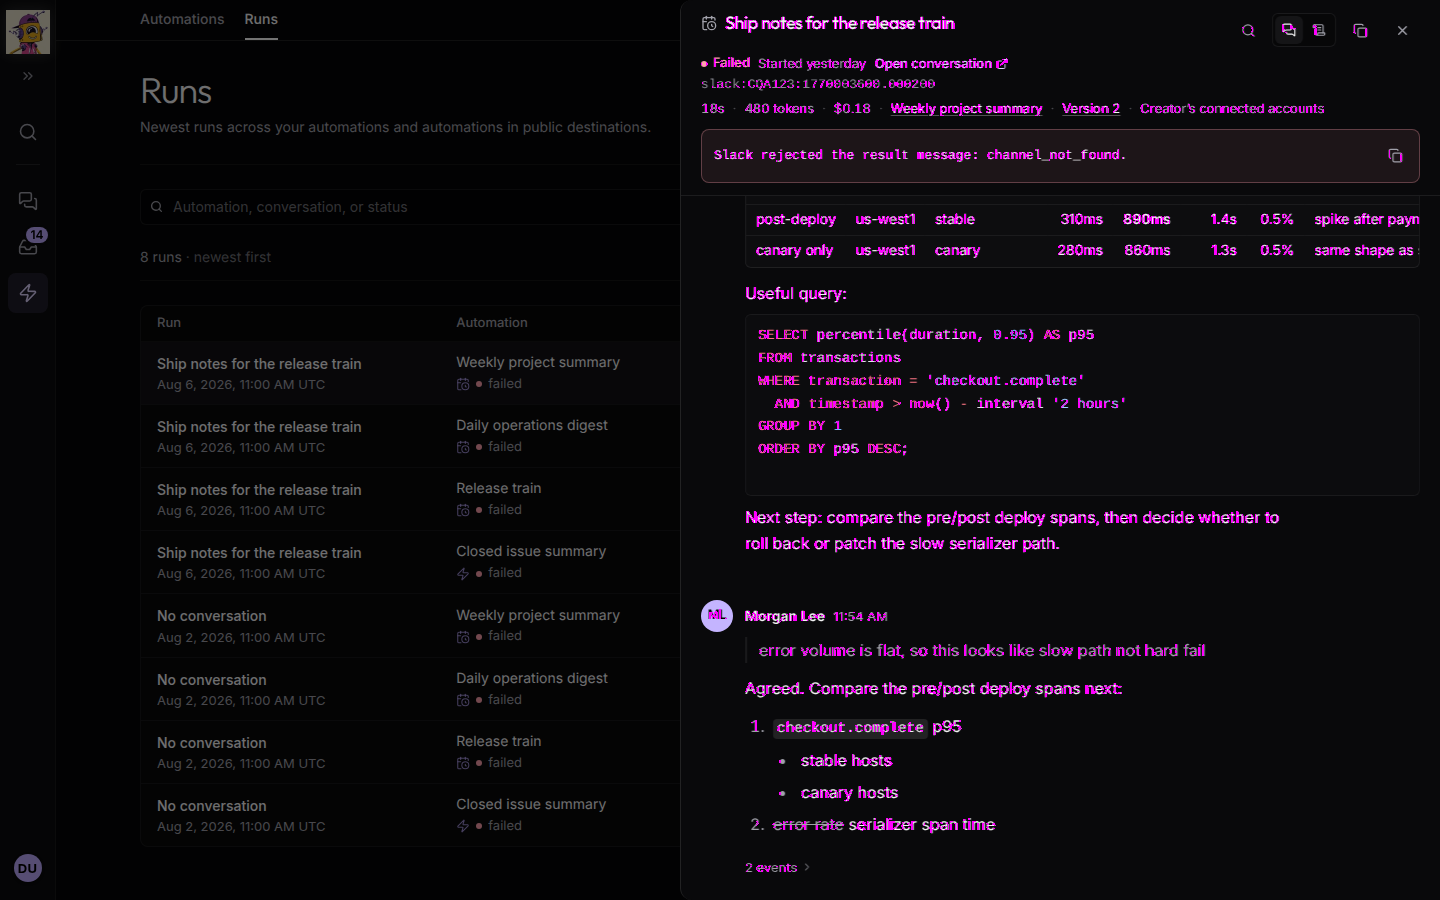 Automations
Runs
Runs
Newest runs across your automations and automations in public destinations.
14
Automation, conversation, or status
8 runs · newest first
Run
Automation
Ship notes for the release train
Weekly project summary
Aug 6, 2026, 11:00 AM UTC
failed
Ship notes for the release train
Daily operations digest
Aug 6, 2026, 11:00 AM UTC
failed
Ship notes for the release train
Release train
Aug 6, 2026, 11:00 AM UTC
failed
Ship notes for the release train
Closed issue summary
Aug 6, 2026, 11:00 AM UTC
failed
No conversation
Weekly project summary
Aug 2, 2026, 11:00 AM UTC
failed
No conversation
Daily operations digest
Aug 2, 2026, 11:00 AM UTC
failed
No conversation
Release train
Aug 2, 2026, 11:00 AM UTC
failed
No conversation
Closed issue summary
Aug 2, 2026, 11:00 AM UTC
failed
DU
Ship notes for the release train
Failed Started yesterday Open conversation
slack:CQA123:1770003600.000200
18s · 480 tokens · $0.18 · Weekly project summary · Version 2 · Creator's connected accounts
Slack rejected the result message: channel_not_found.
post-deploy us-west1 stable 310ms 890ms 1.4s 0.5% spike after payn
canary only us-west1 canary 280ms 860ms 1.3s 0.5% same shape as
Useful query:
SELECT percentile(duration, 0.95) AS p95
FROM transactions
WHERE transaction = 'checkout.complete'
AND timestamp > now() - interval '2 hours'
GROUP BY 1
ORDER BY p95 DESC;
Next step: compare the pre/post deploy spans, then decide whether to
roll back or patch the slow serializer path.
ML
Morgan Lee 11:54 AM
error volume is flat, so this looks like slow path not hard fail
Agreed. Compare the pre/post deploy spans next:
1. checkout.complete p95
• stable hosts
• canary hosts
2. error rate serializer span time
2 events